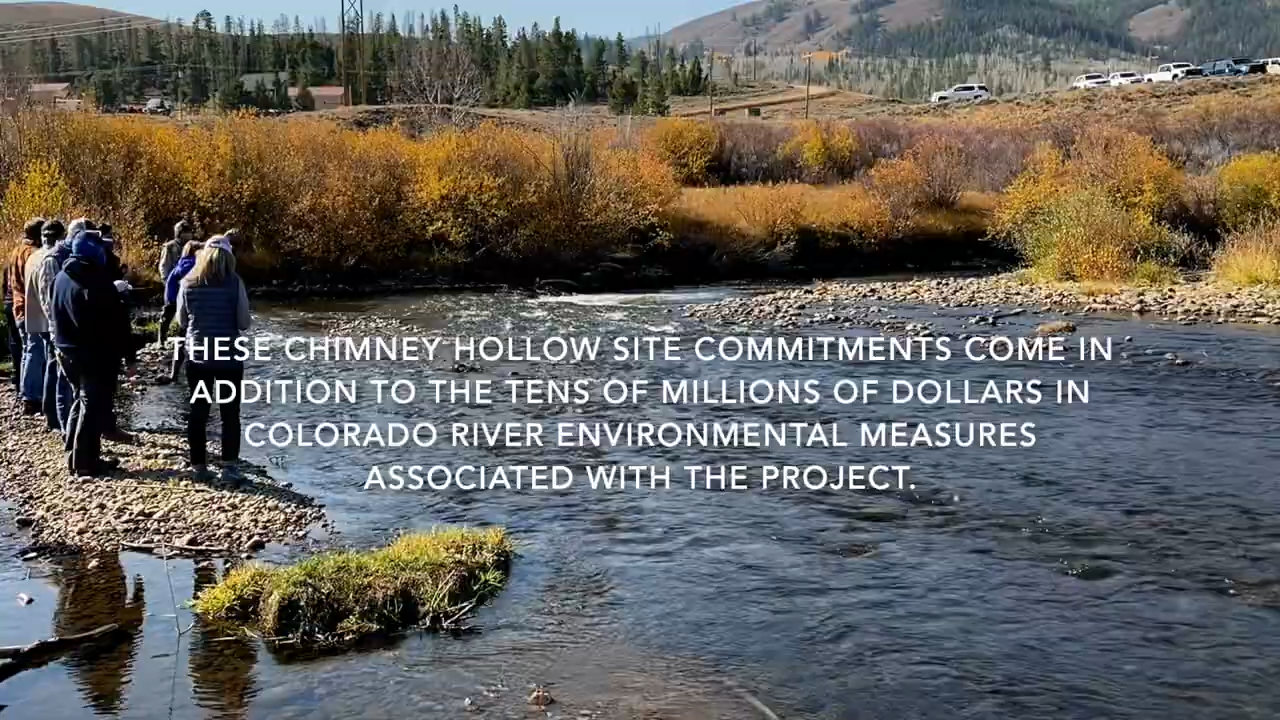 THESE CHIMNEY HOLLOW SITE COMMITMENTS COME IN
ADDITION TO THE TENS OF MILLIONS OF DOLLARS IN
COLORADO RIVER ENVIRONMENTAL MEASURES
ASSOCIATED WITH THE PROJECT.